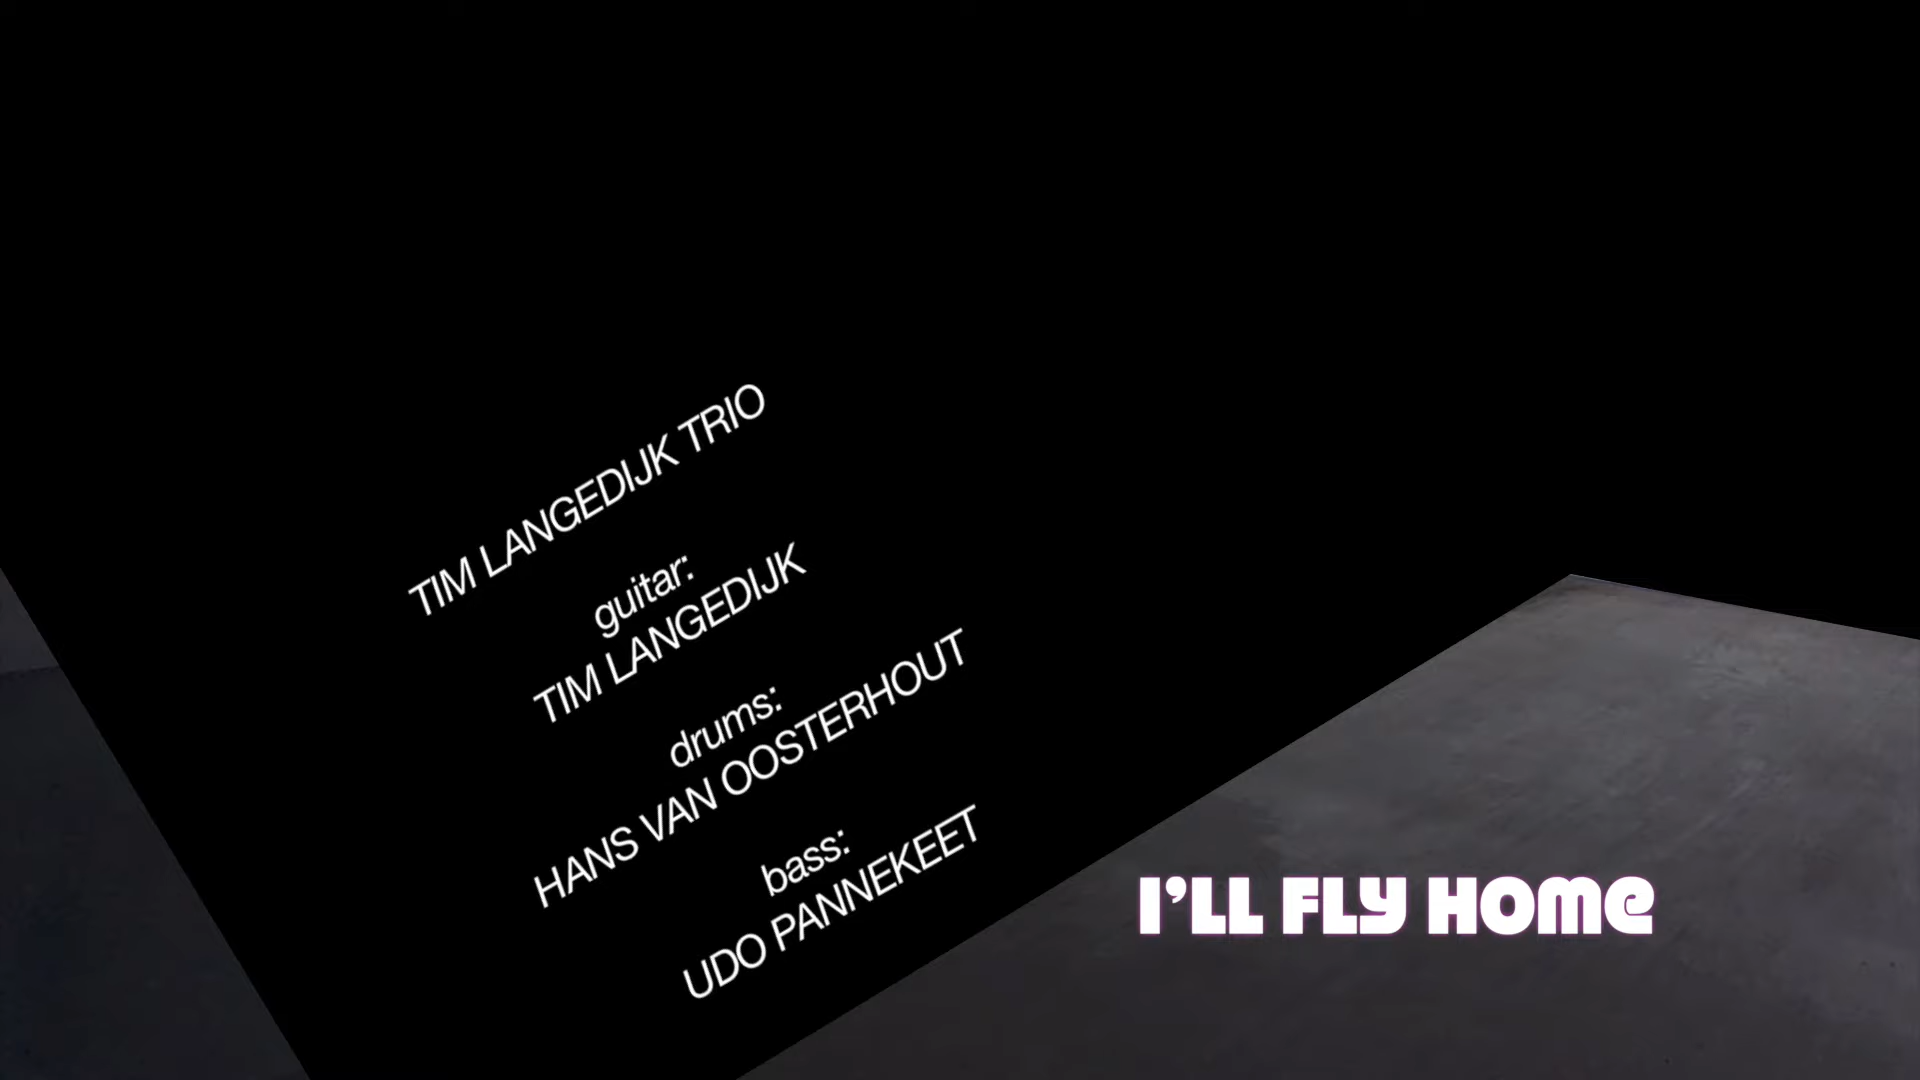 TIM LANGEDIJK TRIO
guitar:
TIM LANGEDIJK
drums:
HANS VAN OOSTERHOUT
bass:
UDO PANNEKEET
I’LL FLY HOME